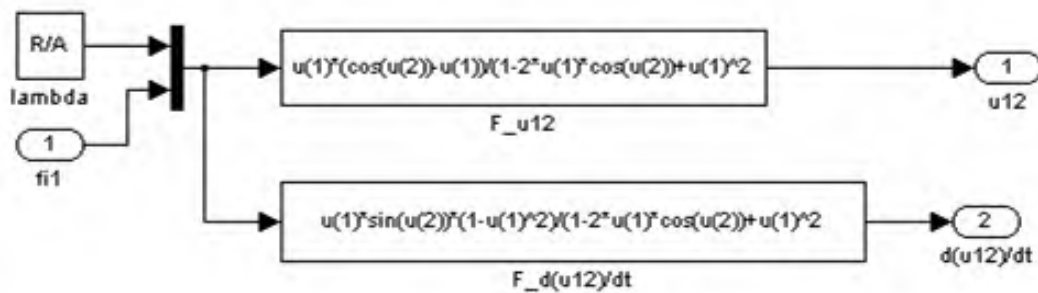 R/A
lambda
1
fi1
u(1)*(cos(u(2))-u(1))/(1-2*u(1)*cos(u(2))+u(1)^2
F_u12
1
u12
u(1)*sin(u(2))*(1-u(1)^2)/(1-2*u(1)*cos(u(2))+u(1)^2
F_d(u12)/dt
2
d(u12)/dt